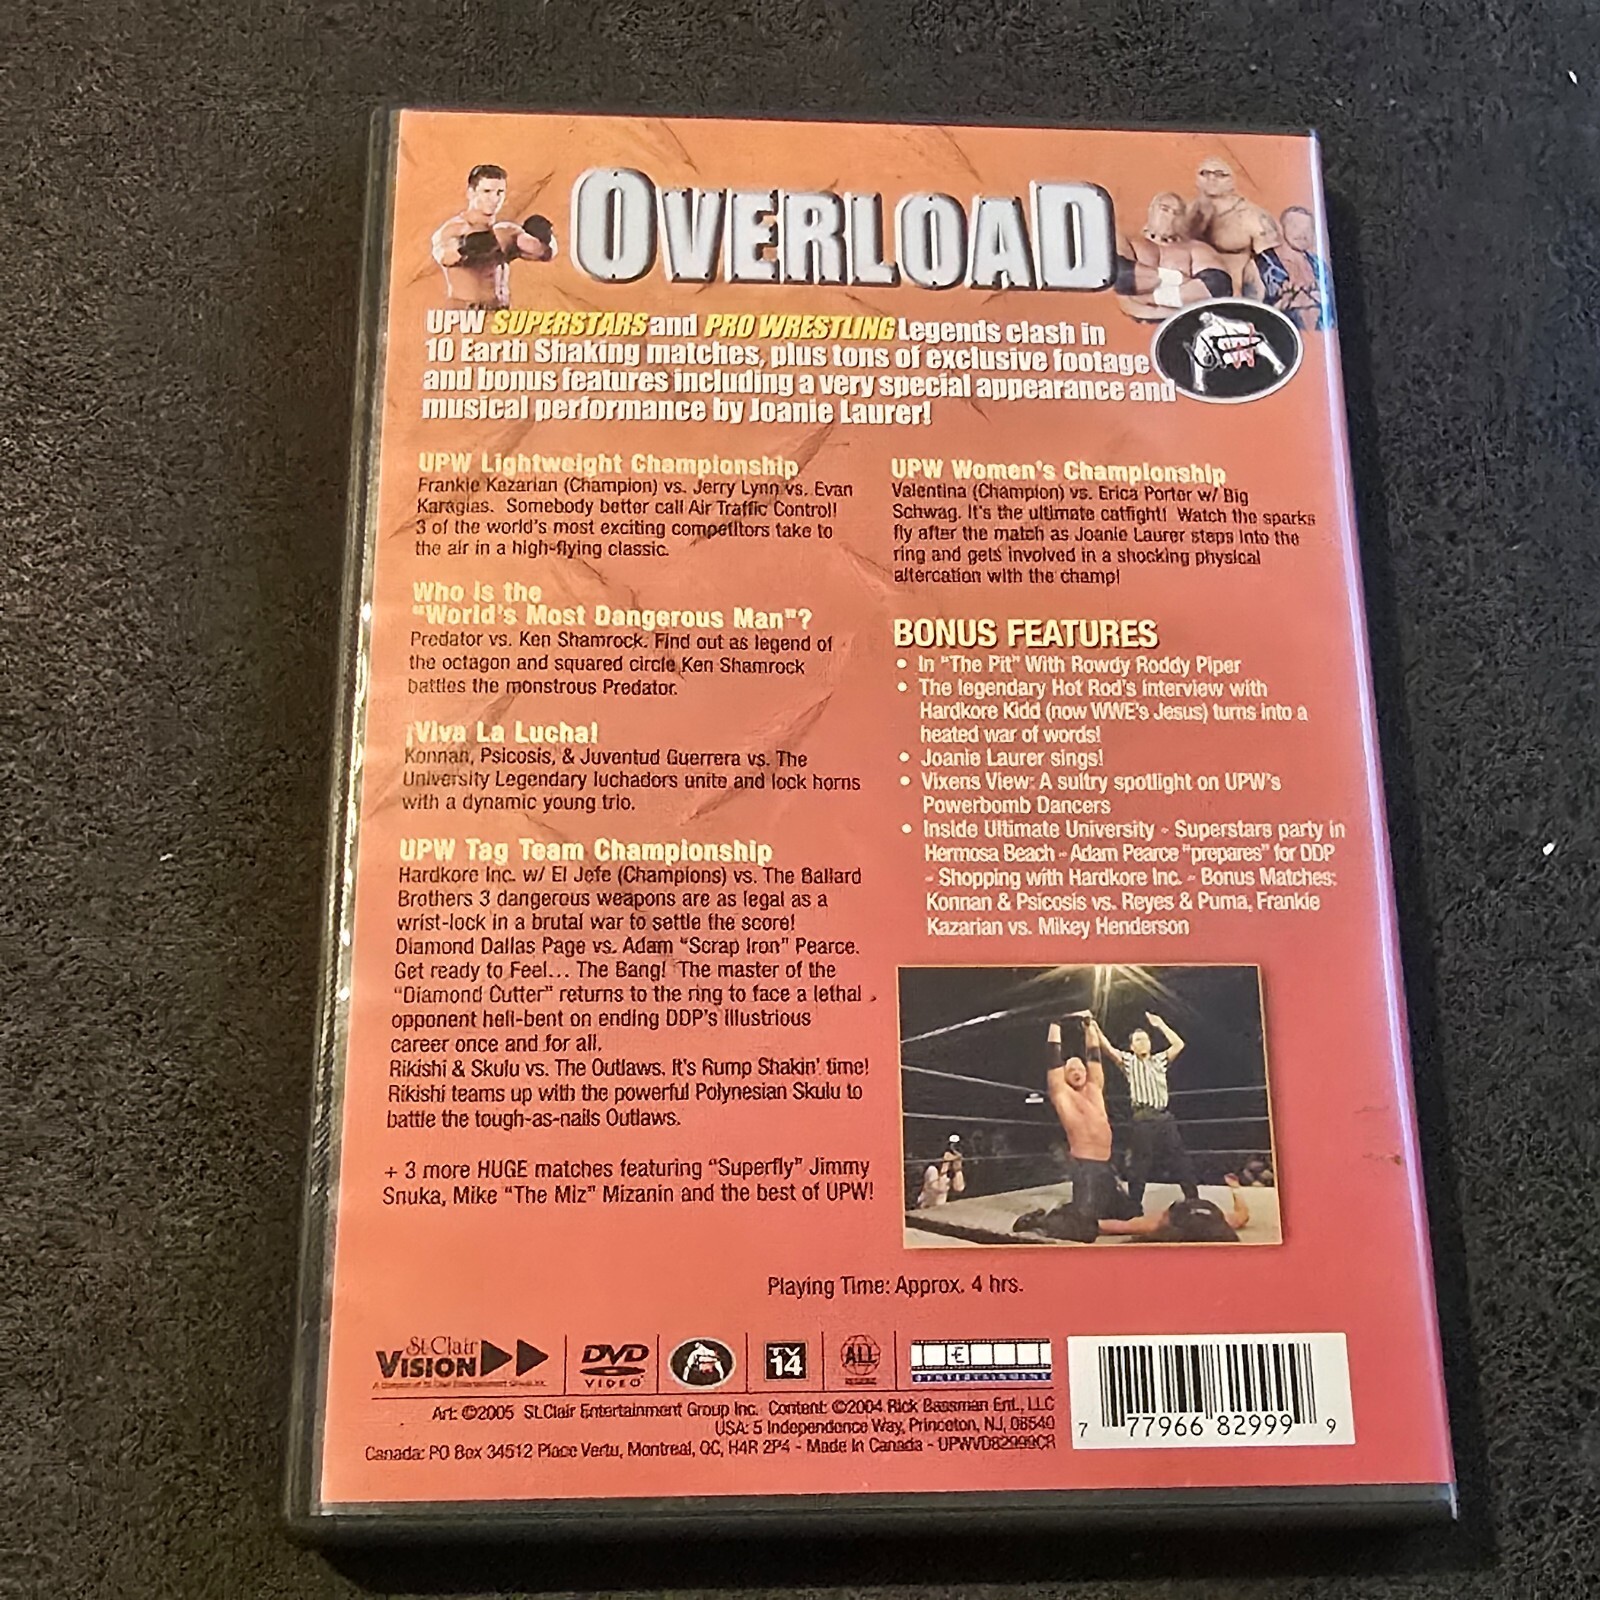 OVERLOAD
UPW SUPERSTARS and PRO WRESTLING Legends clash in
10 Earth Shaking matches, plus tons of exclusive footage
and bonus features including a very special appearance and
musical performance by Joanie Laurer!
UPW Lightweight Championship
Frankie Kazarian (Champion) vs. Jerry Lynn vs. Evan
Karagias. Somebody better call Air Traffic Control!
3 of the world's most exciting competitors take to
the air in a high-flying classic.
Who is the
"World's Most Dangerous Man"?
Predator vs. Ken Shamrock. Find out as legend of
the octagon and squared circle Ken Shamrock
battles the monstrous Predator.
¡Viva La Lucha!
Konnan, Psicosis, & Juventud Guerrera vs. The
University Legendary luchadors unite and lock horns
with a dynamic young trio.
UPW Tag Team Championship
Hardkore Inc. w/ El Jefe (Champions) vs. The Ballard
Brothers 3 dangerous weapons are as legal as a
wrist-lock in a brutal war to settle the score!
Diamond Dallas Page vs. Adam "Scrap Iron" Pearce.
Get ready to Feel... The Bang! The master of the
"Diamond Cutter" returns to the ring to face a lethal
opponent hell-bent on ending DDP's illustrious
career once and for all.
Rikishi & Skulu vs. The Outlaws. It's Rump Shakin' time!
Rikishi teams up with the powerful Polynesian Skulu to
battle the tough-as-nails Outlaws.
+ 3 more HUGE matches featuring "Superfly" Jimmy
Snuka, Mike "The Miz" Mizanin and the best of UPW!
UPW Women's Championship
Valentina (Champion) vs. Erica Porter w/ Big
Schwag. It's the ultimate catfight! Watch the sparks
fly after the match as Joanie Laurer steps into the
ring and gets involved in a shocking physical
altercation with the champ!
BONUS FEATURES
• In "The Pit" With Rowdy Roddy Piper
• The legendary Hot Rod's interview with
Hardkore Kidd (now WWE's Jesus) turns into a
heated war of words!
• Joanie Laurer sings!
• Vixens View: A sultry spotlight on UPW's
Powerbomb Dancers
• Inside Ultimate University - Superstars party in
Hermosa Beach - Adam Pearce "prepares" for DDP
- Shopping with Hardkore Inc. - Bonus Matches:
Konnan & Psicosis vs. Reyes & Puma, Frankie
Kazarian vs. Mikey Henderson
Playing Time: Approx. 4 hrs.
St. Clair
VISION
DVD
VIDEO
TV
14
ALL
ENTERTAINMENT
Art: ©2005 St.Clair Entertainment Group Inc. Content: ©2004 Rick Bassman Ent., LLC
USA: 5 Independence Way, Princeton, NJ, 08540
Canada: PO Box 34512 Place Vertu, Montreal, QC, H4R 2P4 - Made In Canada - UPWVD82999CR
7 77966 82999 9